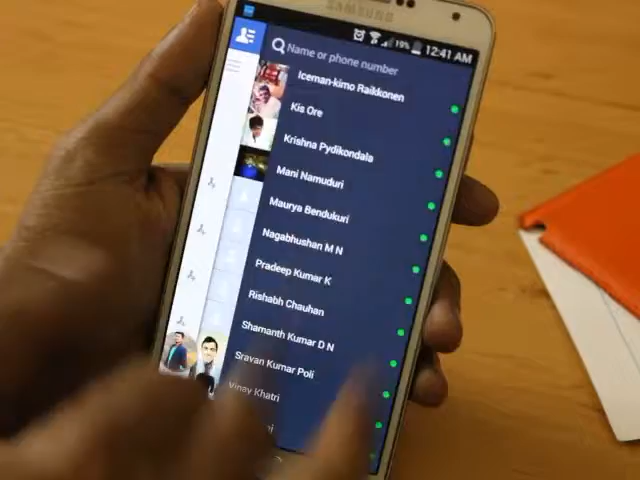 SAMSUNG
19% 12:41 AM
Name or phone number
Iceman-kimo Raikkonen
Kis Ore
Krishna Pydikondala
Mani Namuduri
Maurya Bendukuri
Nagabhushan M N
Pradeep Kumar K
Rishabh Chauhan
Shamanth Kumar D N
Sravan Kumar Poli
Vinay Khatri